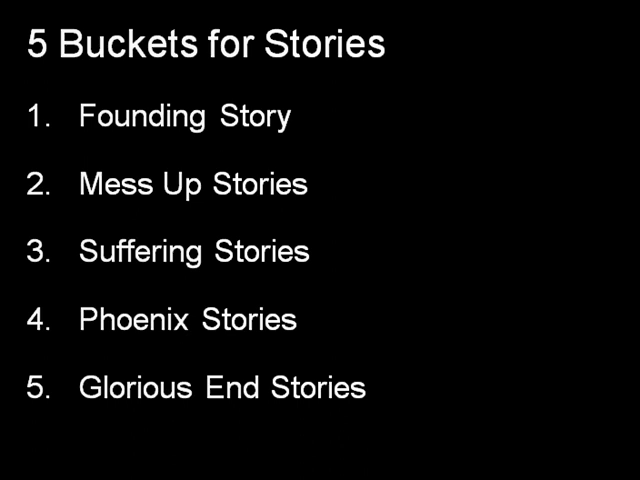 5 Buckets for Stories
1. Founding Story
2. Mess Up Stories
3. Suffering Stories
4. Phoenix Stories
5. Glorious End Stories